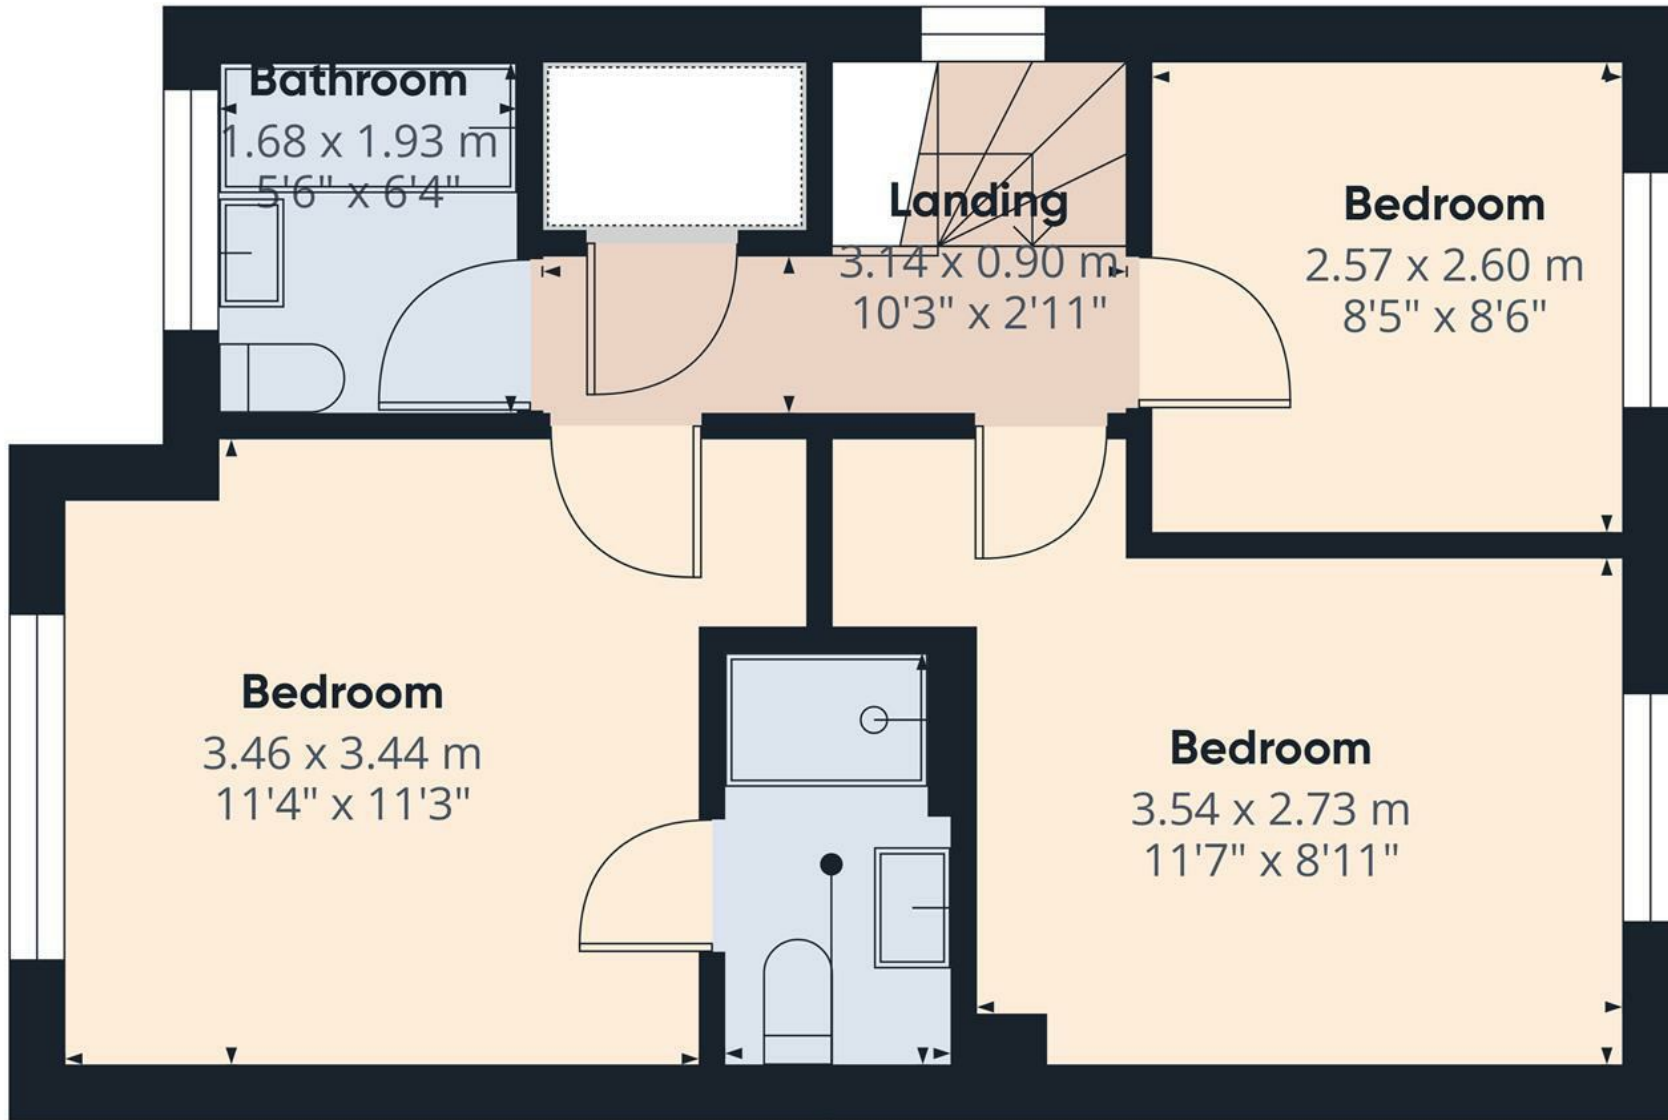 Bathroom
1.68 x 1.93 m
5'6" x 6'4"
Landing
3.14 x 0.90 m
10'3" x 2'11"
Bedroom
2.57 x 2.60 m
8'5" x 8'6"
Bedroom
3.46 x 3.44 m
11'4" x 11'3"
Bedroom
3.54 x 2.73 m
11'7" x 8'11"